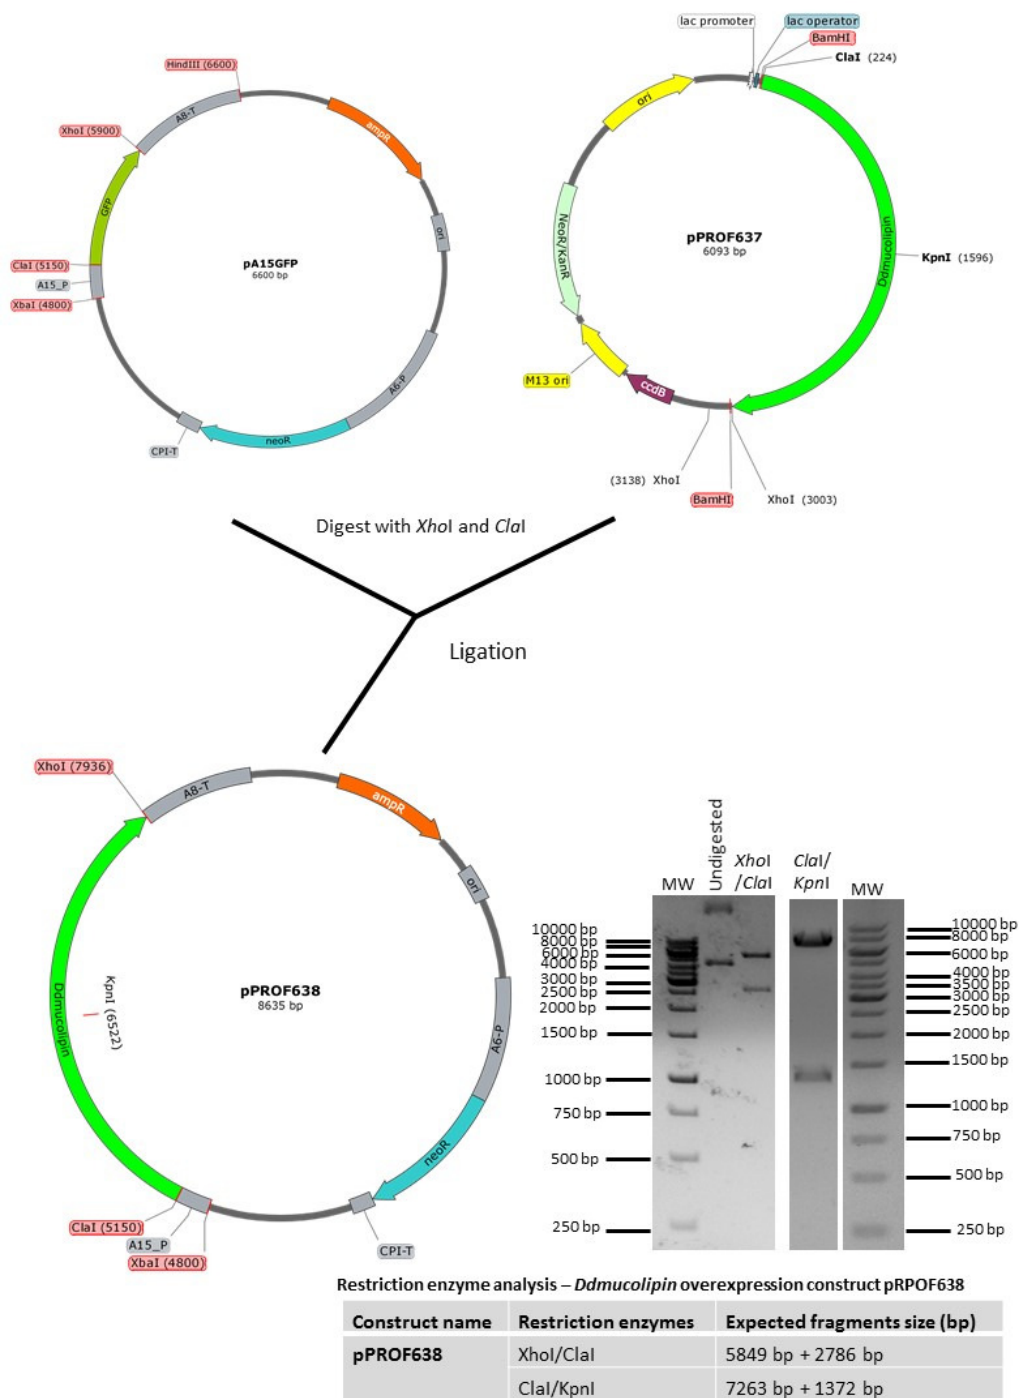 lac promoter
lac operator
BamHI
ClaI (224)
HindIII (6600)
A8-T
ampR
XhoI (5900)
GFP
ori
pA15GFP
6600 bp
ClaI (5150)
A15_P
XbaI (4800)
A6-P
neoR
CPI-T
ori
NeoR/KanR
pPROF637
6093 bp
Ddmucolipin
KpnI (1596)
M13 ori
ccdB
(3138) XhoI
BamHI
XhoI (3003)
Digest with XhoI and ClaI
Ligation
XhoI (7936)
A8-T
ampR
ori
pPROF638
8635 bp
Ddmucolipin
KpnI (6522)
A6-P
neoR
ClaI (5150)
A15_P
XbaI (4800)
CPI-T
MW
Undigested
XhoI
/ClaI
ClaI/
KpnI
MW
10000 bp
8000 bp
6000 bp
4000 bp
3000 bp
2500 bp
2000 bp
1500 bp
1000 bp
750 bp
500 bp
250 bp
10000 bp
8000 bp
6000 bp
4000 bp
3500 bp
3000 bp
2500 bp
2000 bp
1500 bp
1000 bp
750 bp
500 bp
250 bp
Restriction enzyme analysis – Ddmucolipin overexpression construct pRPOF638
Construct name Restriction enzymes Expected fragments size (bp)
pPROF638 XhoI/ClaI 5849 bp + 2786 bp
ClaI/KpnI 7263 bp + 1372 bp